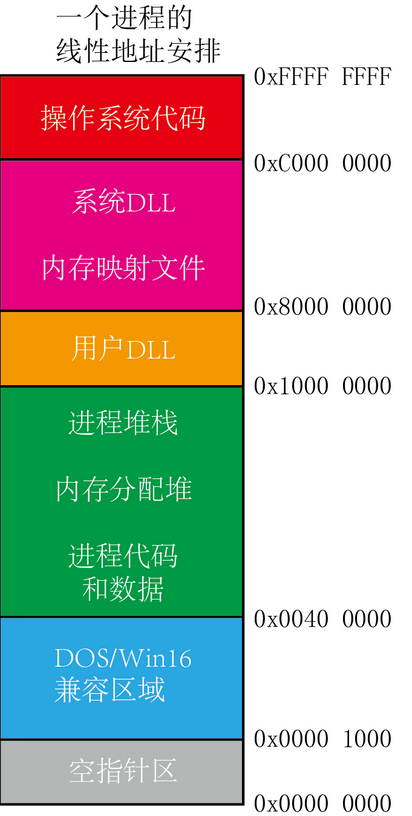 一个进程的
线性地址安排
0xFFFF FFFF
操作系统代码
0xC000 0000
系统DLL
内存映射文件
0x8000 0000
用户DLL
0x1000 0000
进程堆栈
内存分配堆
进程代码
和数据
0x0040 0000
DOS/Win16
兼容区域
0x0000 1000
空指针区
0x0000 0000